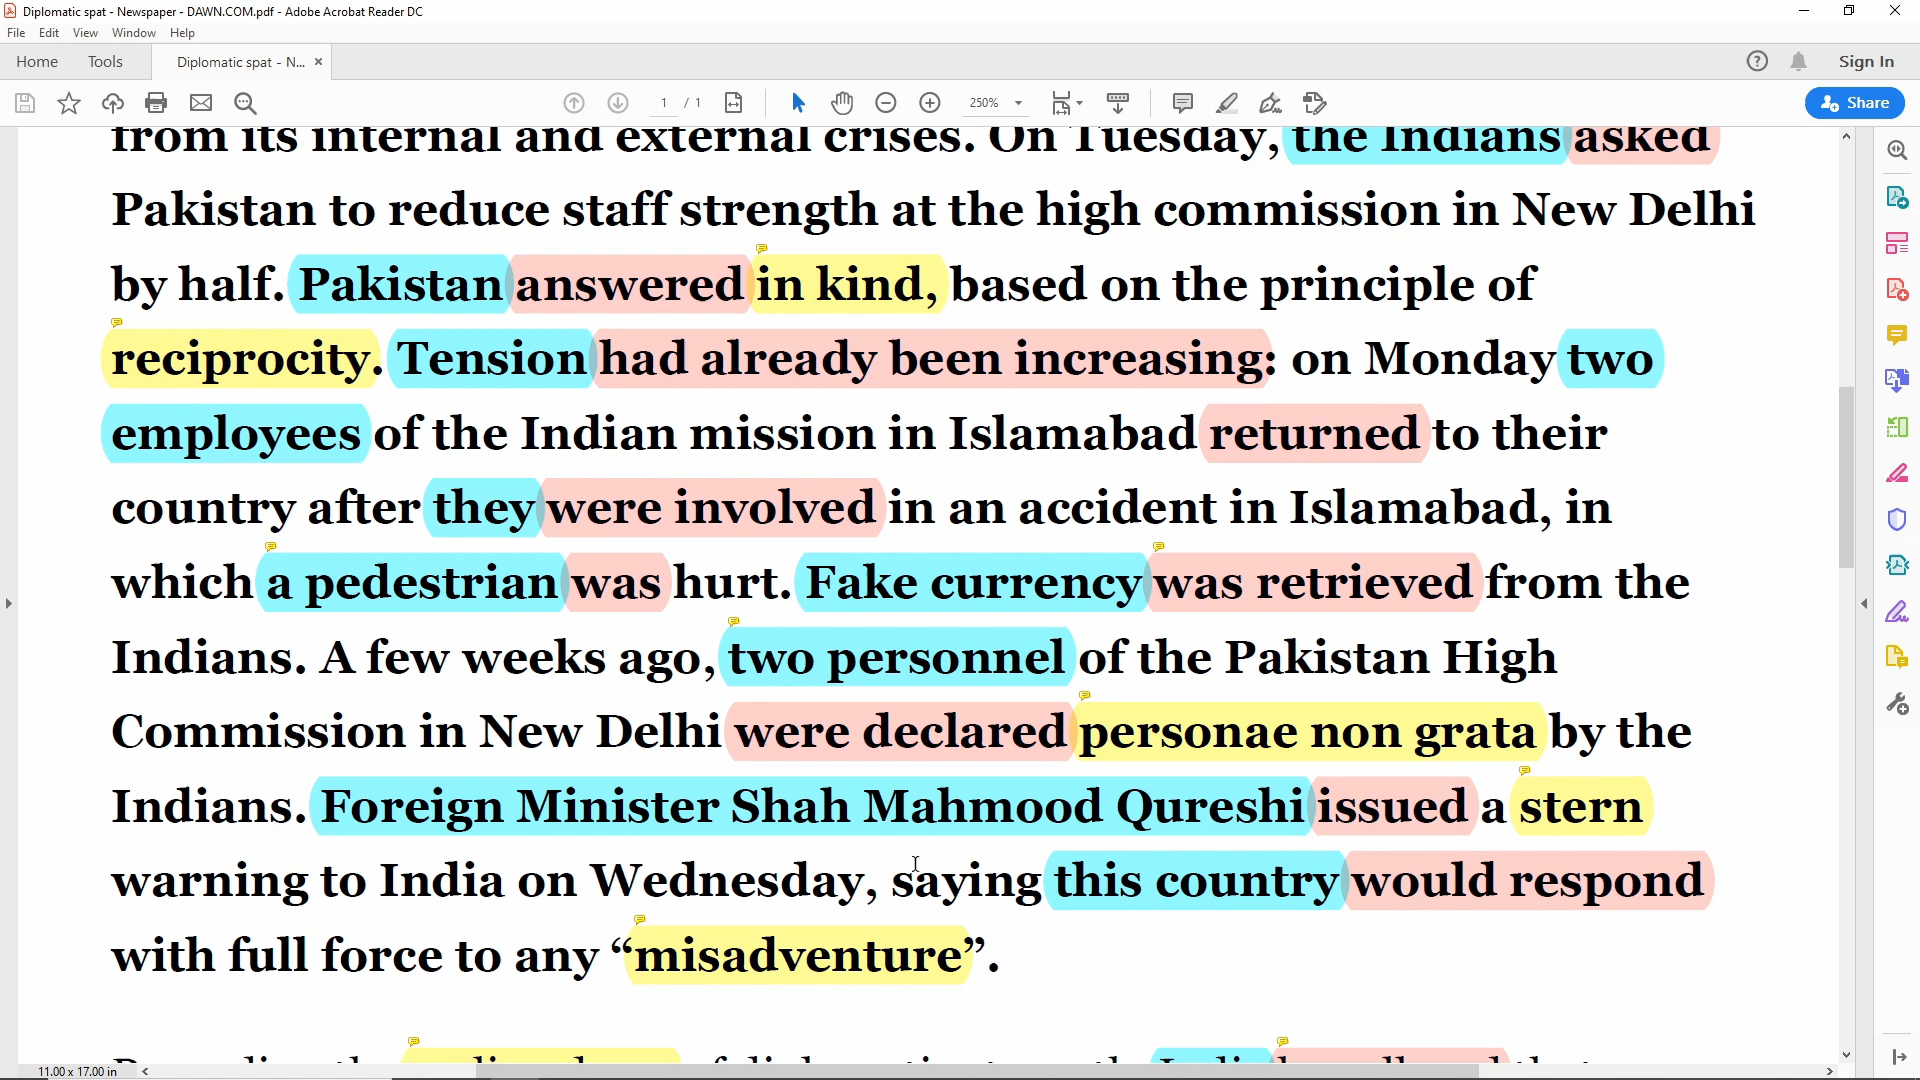 Diplomatic spat - Newspaper - DAWN.COM.pdf - Adobe Acrobat Reader DC
File Edit View Window Help
Home Tools Diplomatic spat - N... Sign In
1 / 1 250% Share
from its internal and external crises. On Tuesday, the Indians asked
Pakistan to reduce staff strength at the high commission in New Delhi
by half. Pakistan answered in kind, based on the principle of
reciprocity. Tension had already been increasing: on Monday two
employees of the Indian mission in Islamabad returned to their
country after they were involved in an accident in Islamabad, in
which a pedestrian was hurt. Fake currency was retrieved from the
Indians. A few weeks ago, two personnel of the Pakistan High
Commission in New Delhi were declared personae non grata by the
Indians. Foreign Minister Shah Mahmood Qureshi issued a stern
warning to India on Wednesday, saying this country would respond
with full force to any “misadventure”.
11.00 x 17.00 in